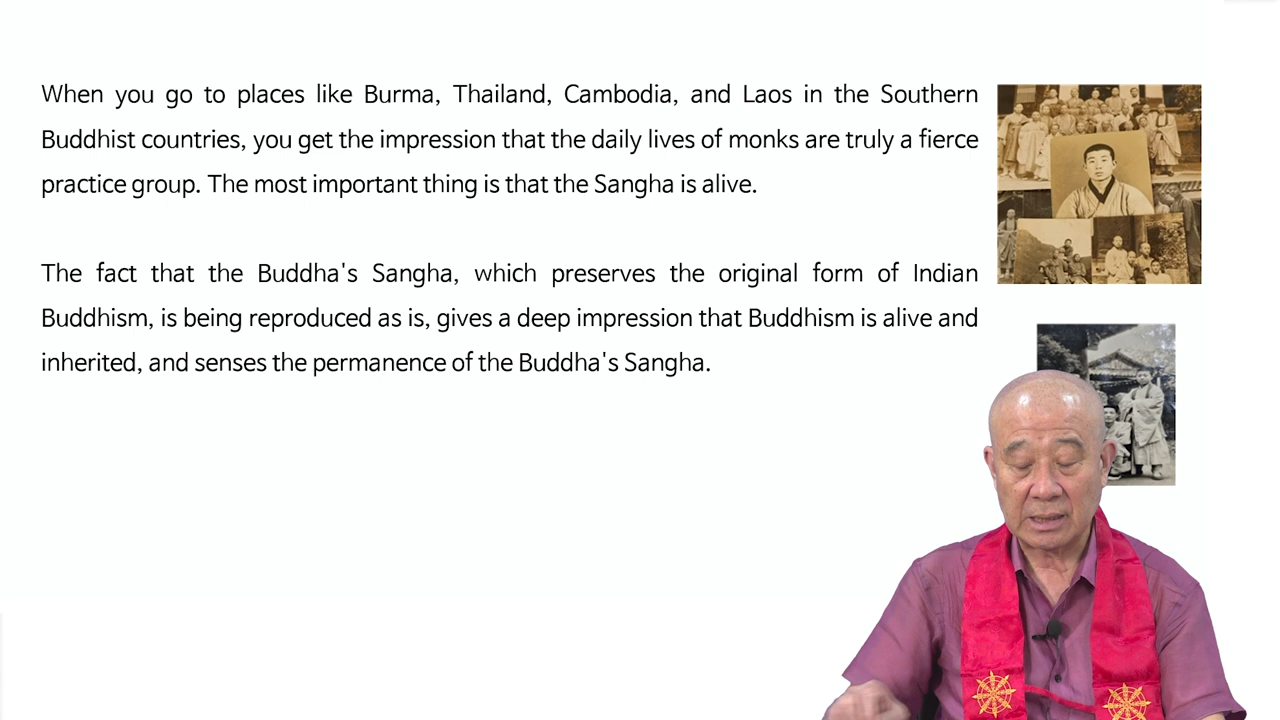 When you go to places like Burma, Thailand, Cambodia, and Laos in the Southern
Buddhist countries, you get the impression that the daily lives of monks are truly a fierce
practice group. The most important thing is that the Sangha is alive.
The fact that the Buddha's Sangha, which preserves the original form of Indian
Buddhism, is being reproduced as is, gives a deep impression that Buddhism is alive and
inherited, and senses the permanence of the Buddha's Sangha.